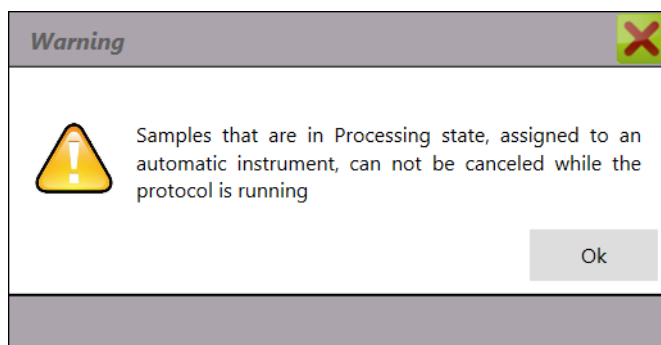 Warning
Samples that are in Processing state, assigned to an
automatic instrument, can not be canceled while the
protocol is running
Ok